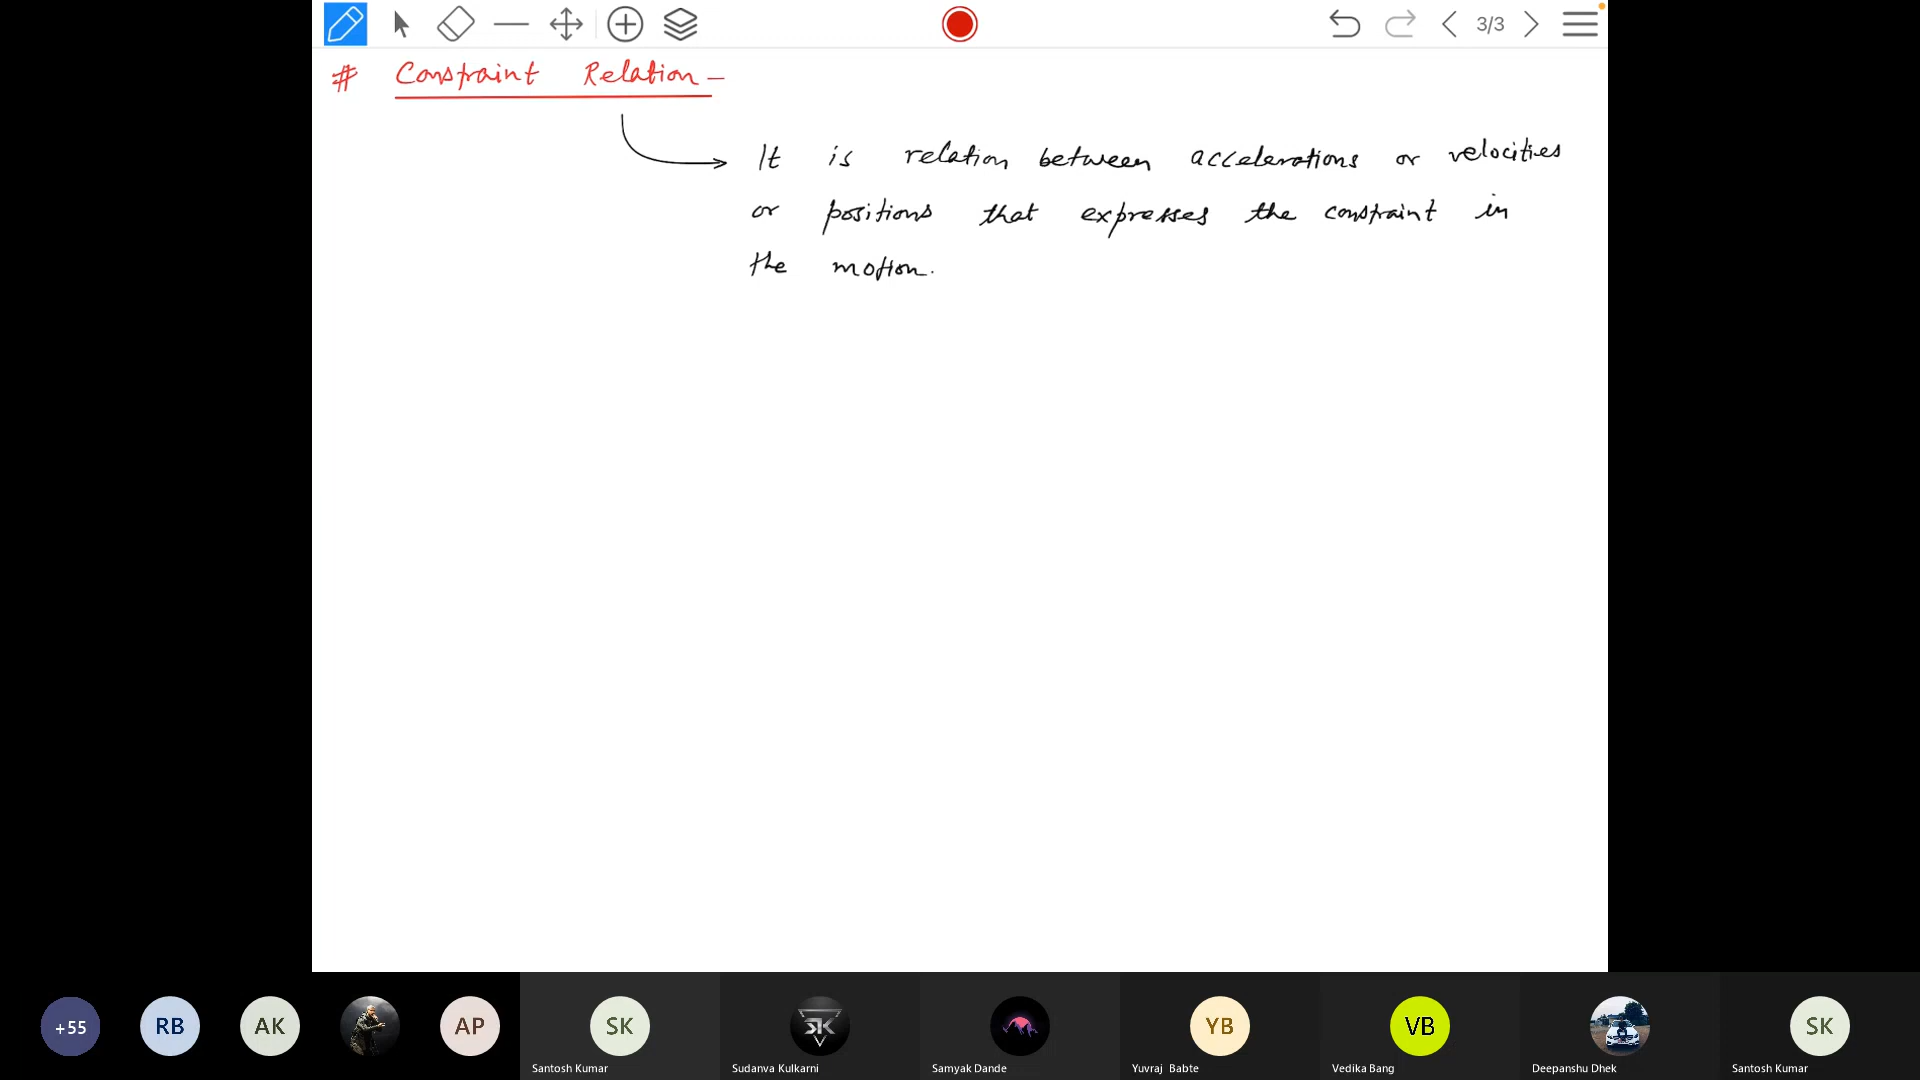 3/3
# Constraint Relation -
It is relation between accelerations or velocities
or positions that expresses the constraint in
the motion.
+55
RB
AK
AP
SK
SK
YB
VB
SK
Santosh Kumar
Sudanva Kulkarni
Samyak Dande
Yuvraj Babte
Vedika Bang
Deepanshu Dhek
Santosh Kumar